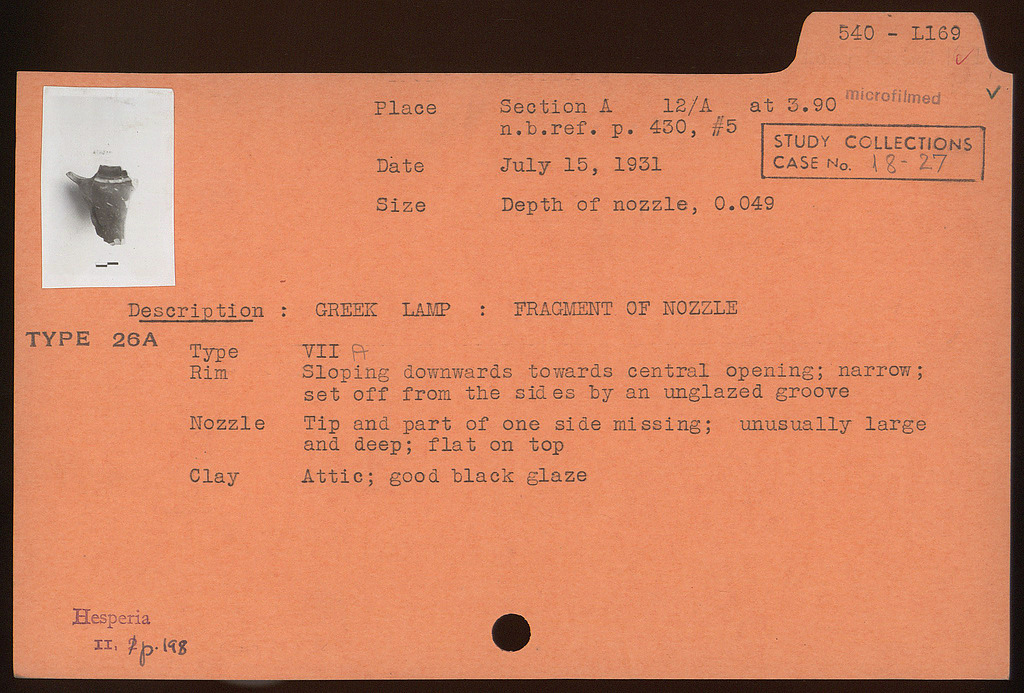 540 - L169
microfilmed
Place Section A 12/A at 3.90
n.b.ref. p. 430, #5
STUDY COLLECTIONS
CASE No. 18-27
Date July 15, 1931
Size Depth of nozzle, 0.049
Description : GREEK LAMP : FRAGMENT OF NOZZLE
TYPE 26A
Type VII A
Rim Sloping downwards towards central opening; narrow;
set off from the sides by an unglazed groove
Nozzle Tip and part of one side missing; unusually large
and deep; flat on top
Clay Attic; good black glaze
Hesperia
II, p. 198